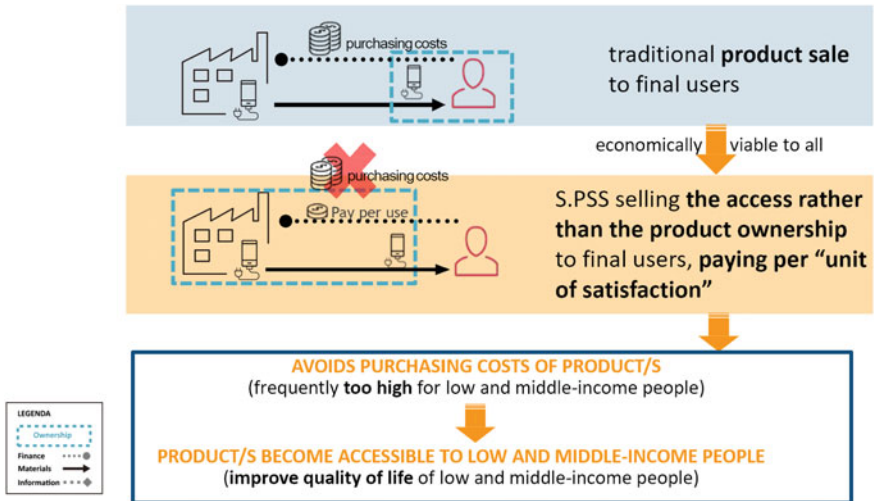 purchasing costs
traditional product sale
to final users
economically viable to all
purchasing costs
Pay per use
S.PSS selling the access rather
than the product ownership
to final users, paying per “unit
of satisfaction”
AVOIDS PURCHASING COSTS OF PRODUCT/S
(frequently too high for low and middle-income people)
PRODUCT/S BECOME ACCESSIBLE TO LOW AND MIDDLE-INCOME PEOPLE
(improve quality of life of low and middle-income people)
LEGENDA
Ownership
Finance
Materials
Information